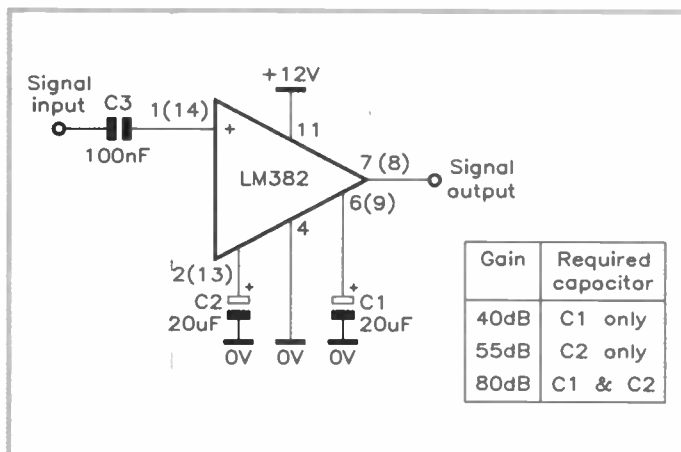 Signal
input
C3
100nF
1(14)
+
+12V
11
LM382
7(8)
Signal
output
6(9)
4
2(13)
+
C2
20uF
0V
0V
+
C1
20uF
0V
Gain Required capacitor
40dB C1 only
55dB C2 only
80dB C1 & C2